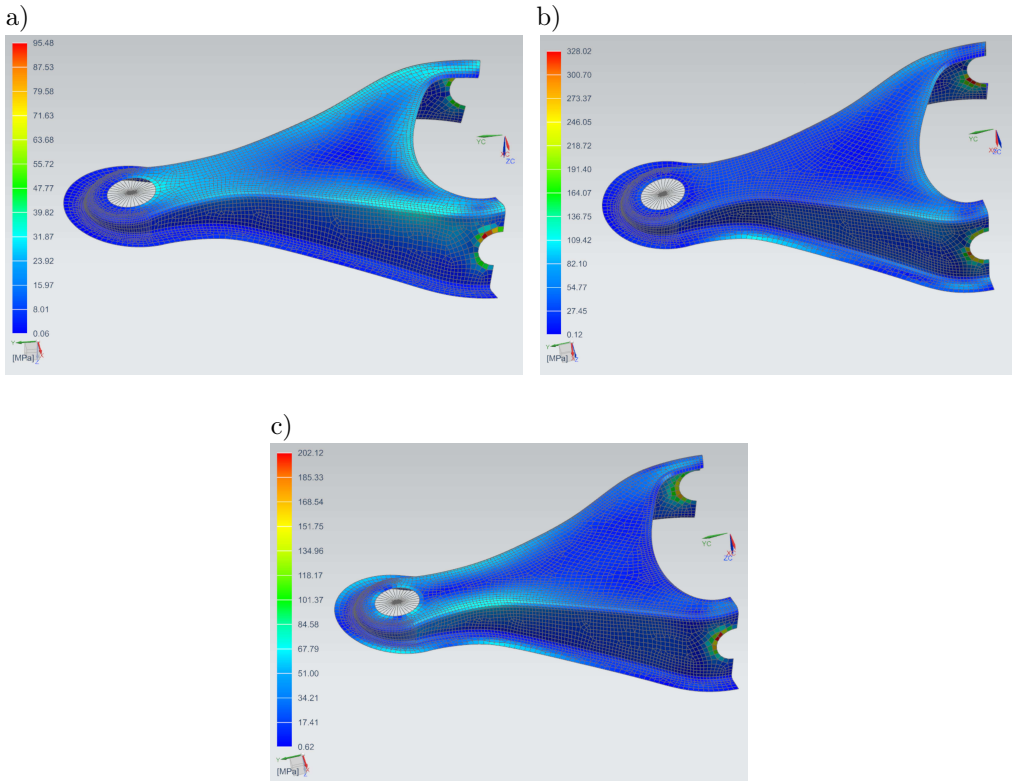 a)
95.48
87.53
79.58
71.63
63.68
55.72
47.77
39.82
31.87
23.92
15.97
8.01
0.06
[MPa]
Y
Z
YC
ZC
b)
328.02
300.70
273.37
246.05
218.72
191.40
164.07
136.75
109.42
82.10
54.77
27.45
0.12
[MPa]
Y
Z
YC
ZC
c)
202.12
185.33
168.54
151.75
134.96
118.17
101.37
84.58
67.79
51.00
34.21
17.41
0.62
[MPa]
Y
Z
YC
ZC